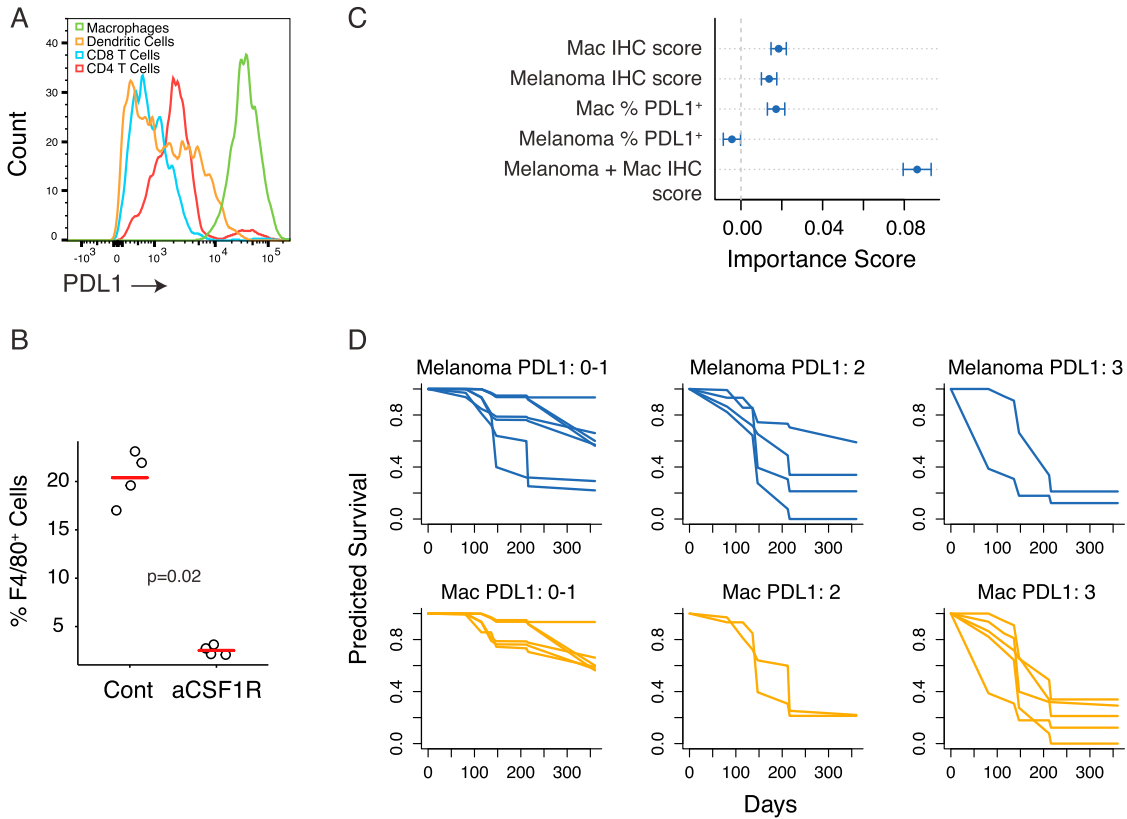 A
Macrophages
Dendritic Cells
CD8 T Cells
CD4 T Cells
Count
40
30
20
10
0
-10³ 0 10³ 10⁴ 10⁵
PDL1
C
Mac IHC score
Melanoma IHC score
Mac % PDL1⁺
Melanoma % PDL1⁺
Melanoma + Mac IHC
score
0.00 0.04 0.08
Importance Score
B
% F4/80⁺ Cells
20
15
10
5
p=0.02
Cont aCSF1R
D
Predicted Survival
Melanoma PDL1: 0-1
0.8
0.4
0.0
0 100 200 300
Melanoma PDL1: 2
0.8
0.4
0.0
0 100 200 300
Melanoma PDL1: 3
0.8
0.4
0.0
0 100 200 300
Mac PDL1: 0-1
0.8
0.4
0.0
0 100 200 300
Mac PDL1: 2
0.8
0.4
0.0
0 100 200 300
Mac PDL1: 3
0.8
0.4
0.0
0 100 200 300
Days